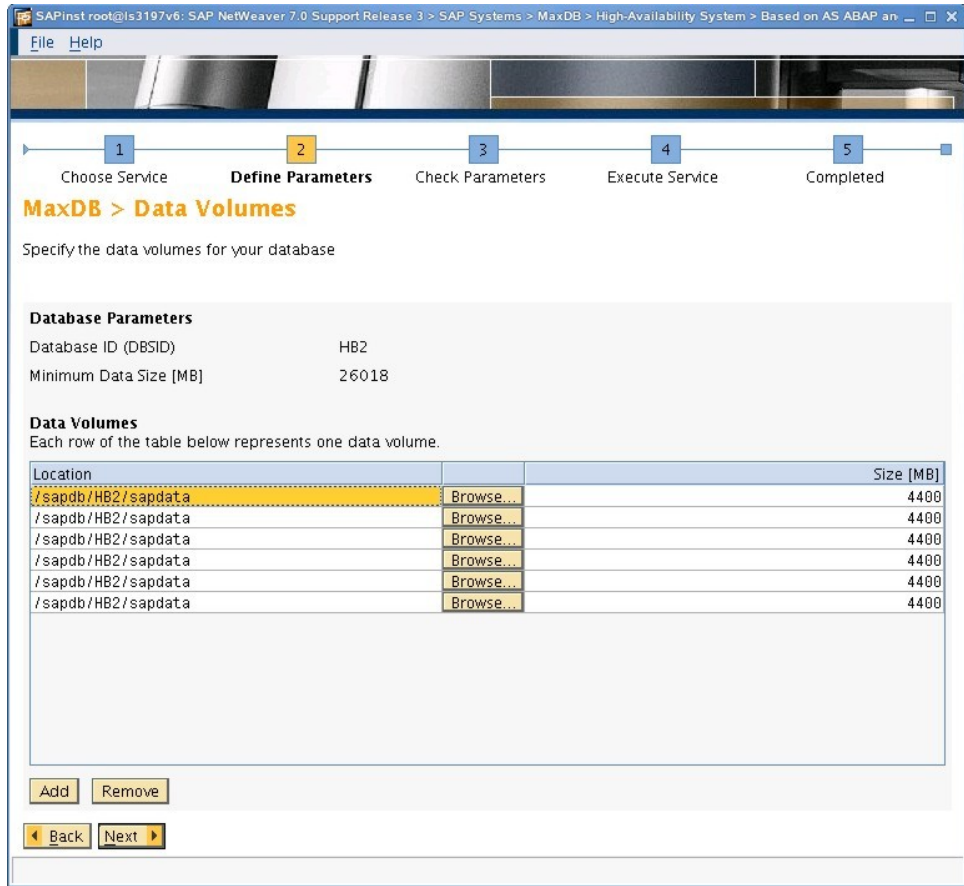 SAPinst root@ls3197v6: SAP NetWeaver 7.0 Support Release 3 > SAP Systems > MaxDB > High-Availability System > Based on AS ABAP an
File Help
1 2 3 4 5
Choose Service Define Parameters Check Parameters Execute Service Completed
MaxDB > Data Volumes
Specify the data volumes for your database
Database Parameters
Database ID (DBSID) HB2
Minimum Data Size [MB] 26018
Data Volumes
Each row of the table below represents one data volume.
Location Size [MB]
/sapdb/HB2/sapdata Browse... 4400
/sapdb/HB2/sapdata Browse... 4400
/sapdb/HB2/sapdata Browse... 4400
/sapdb/HB2/sapdata Browse... 4400
/sapdb/HB2/sapdata Browse... 4400
/sapdb/HB2/sapdata Browse... 4400
Add Remove
Back Next